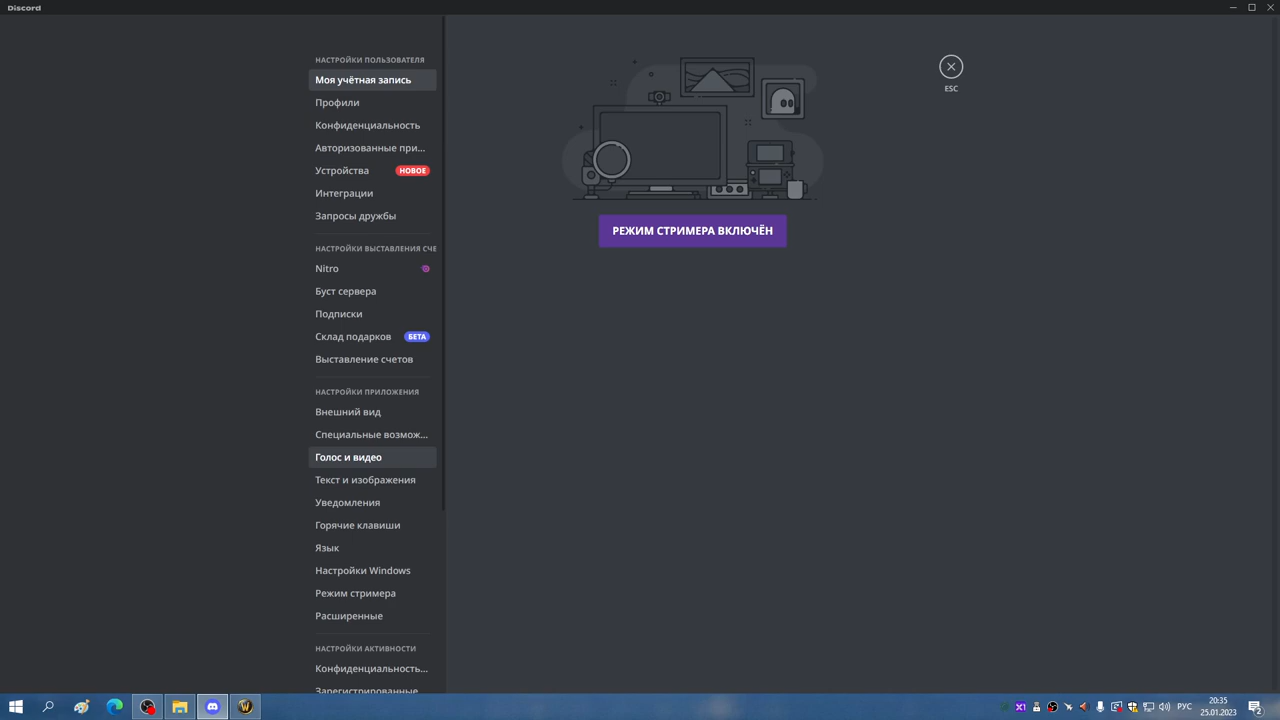 Discord
НАСТРОЙКИ ПОЛЬЗОВАТЕЛЯ
Моя учётная запись
Профили
Конфиденциальность
Авторизованные при...
Устройства НОВОЕ
Интеграции
Запросы дружбы
НАСТРОЙКИ ВЫСТАВЛЕНИЯ СЧЕ
Nitro
Буст сервера
Подписки
Склад подарков БЕТА
Выставление счетов
НАСТРОЙКИ ПРИЛОЖЕНИЯ
Внешний вид
Специальные возмож...
Голос и видео
Текст и изображения
Уведомления
Горячие клавиши
Язык
Настройки Windows
Режим стримера
Расширенные
НАСТРОЙКИ АКТИВНОСТИ
Конфиденциальность...
Зарегистрированные
ESC
РЕЖИМ СТРИМЕРА ВКЛЮЧЁН
X1
РУС
20:35
25.01.2023
2